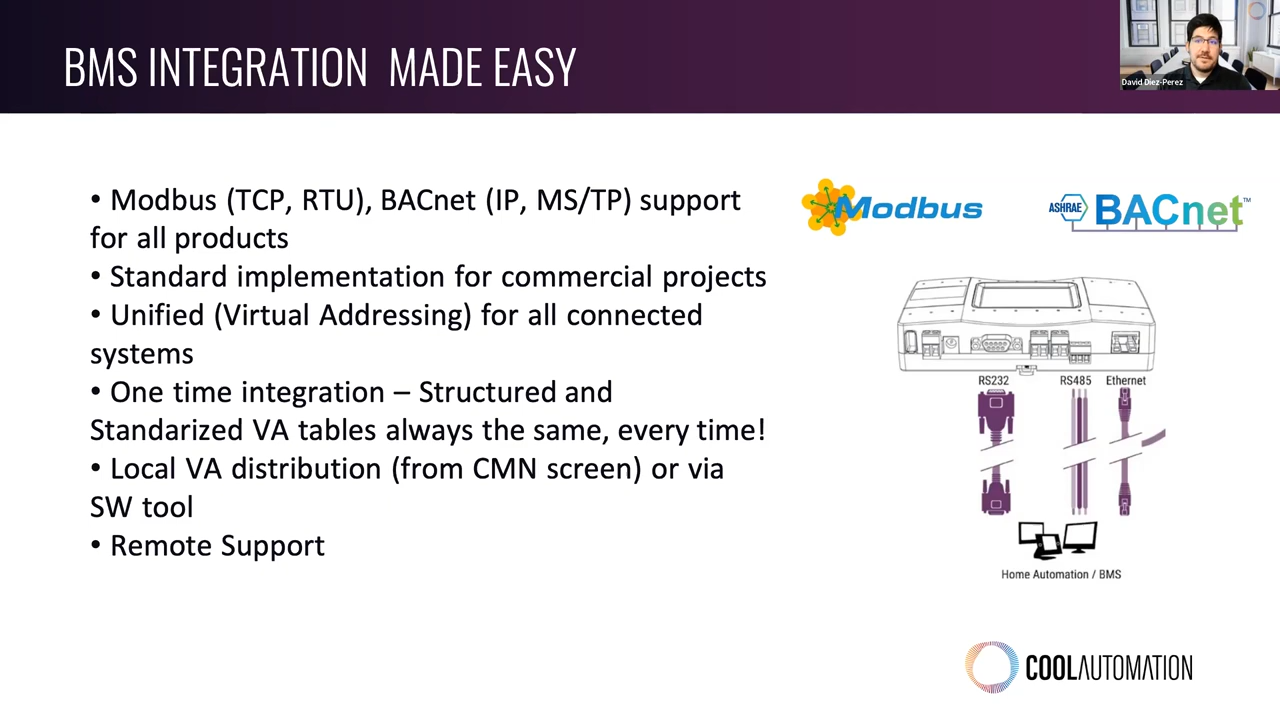 BMS INTEGRATION MADE EASY
David Diez-Perez
• Modbus (TCP, RTU), BACnet (IP, MS/TP) support
for all products
• Standard implementation for commercial projects
• Unified (Virtual Addressing) for all connected
systems
• One time integration – Structured and
Standarized VA tables always the same, every time!
• Local VA distribution (from CMN screen) or via
SW tool
• Remote Support
Modbus
ASHRAE BACnet™
RS232 RS485 Ethernet
Home Automation / BMS
COOLAUTOMATION